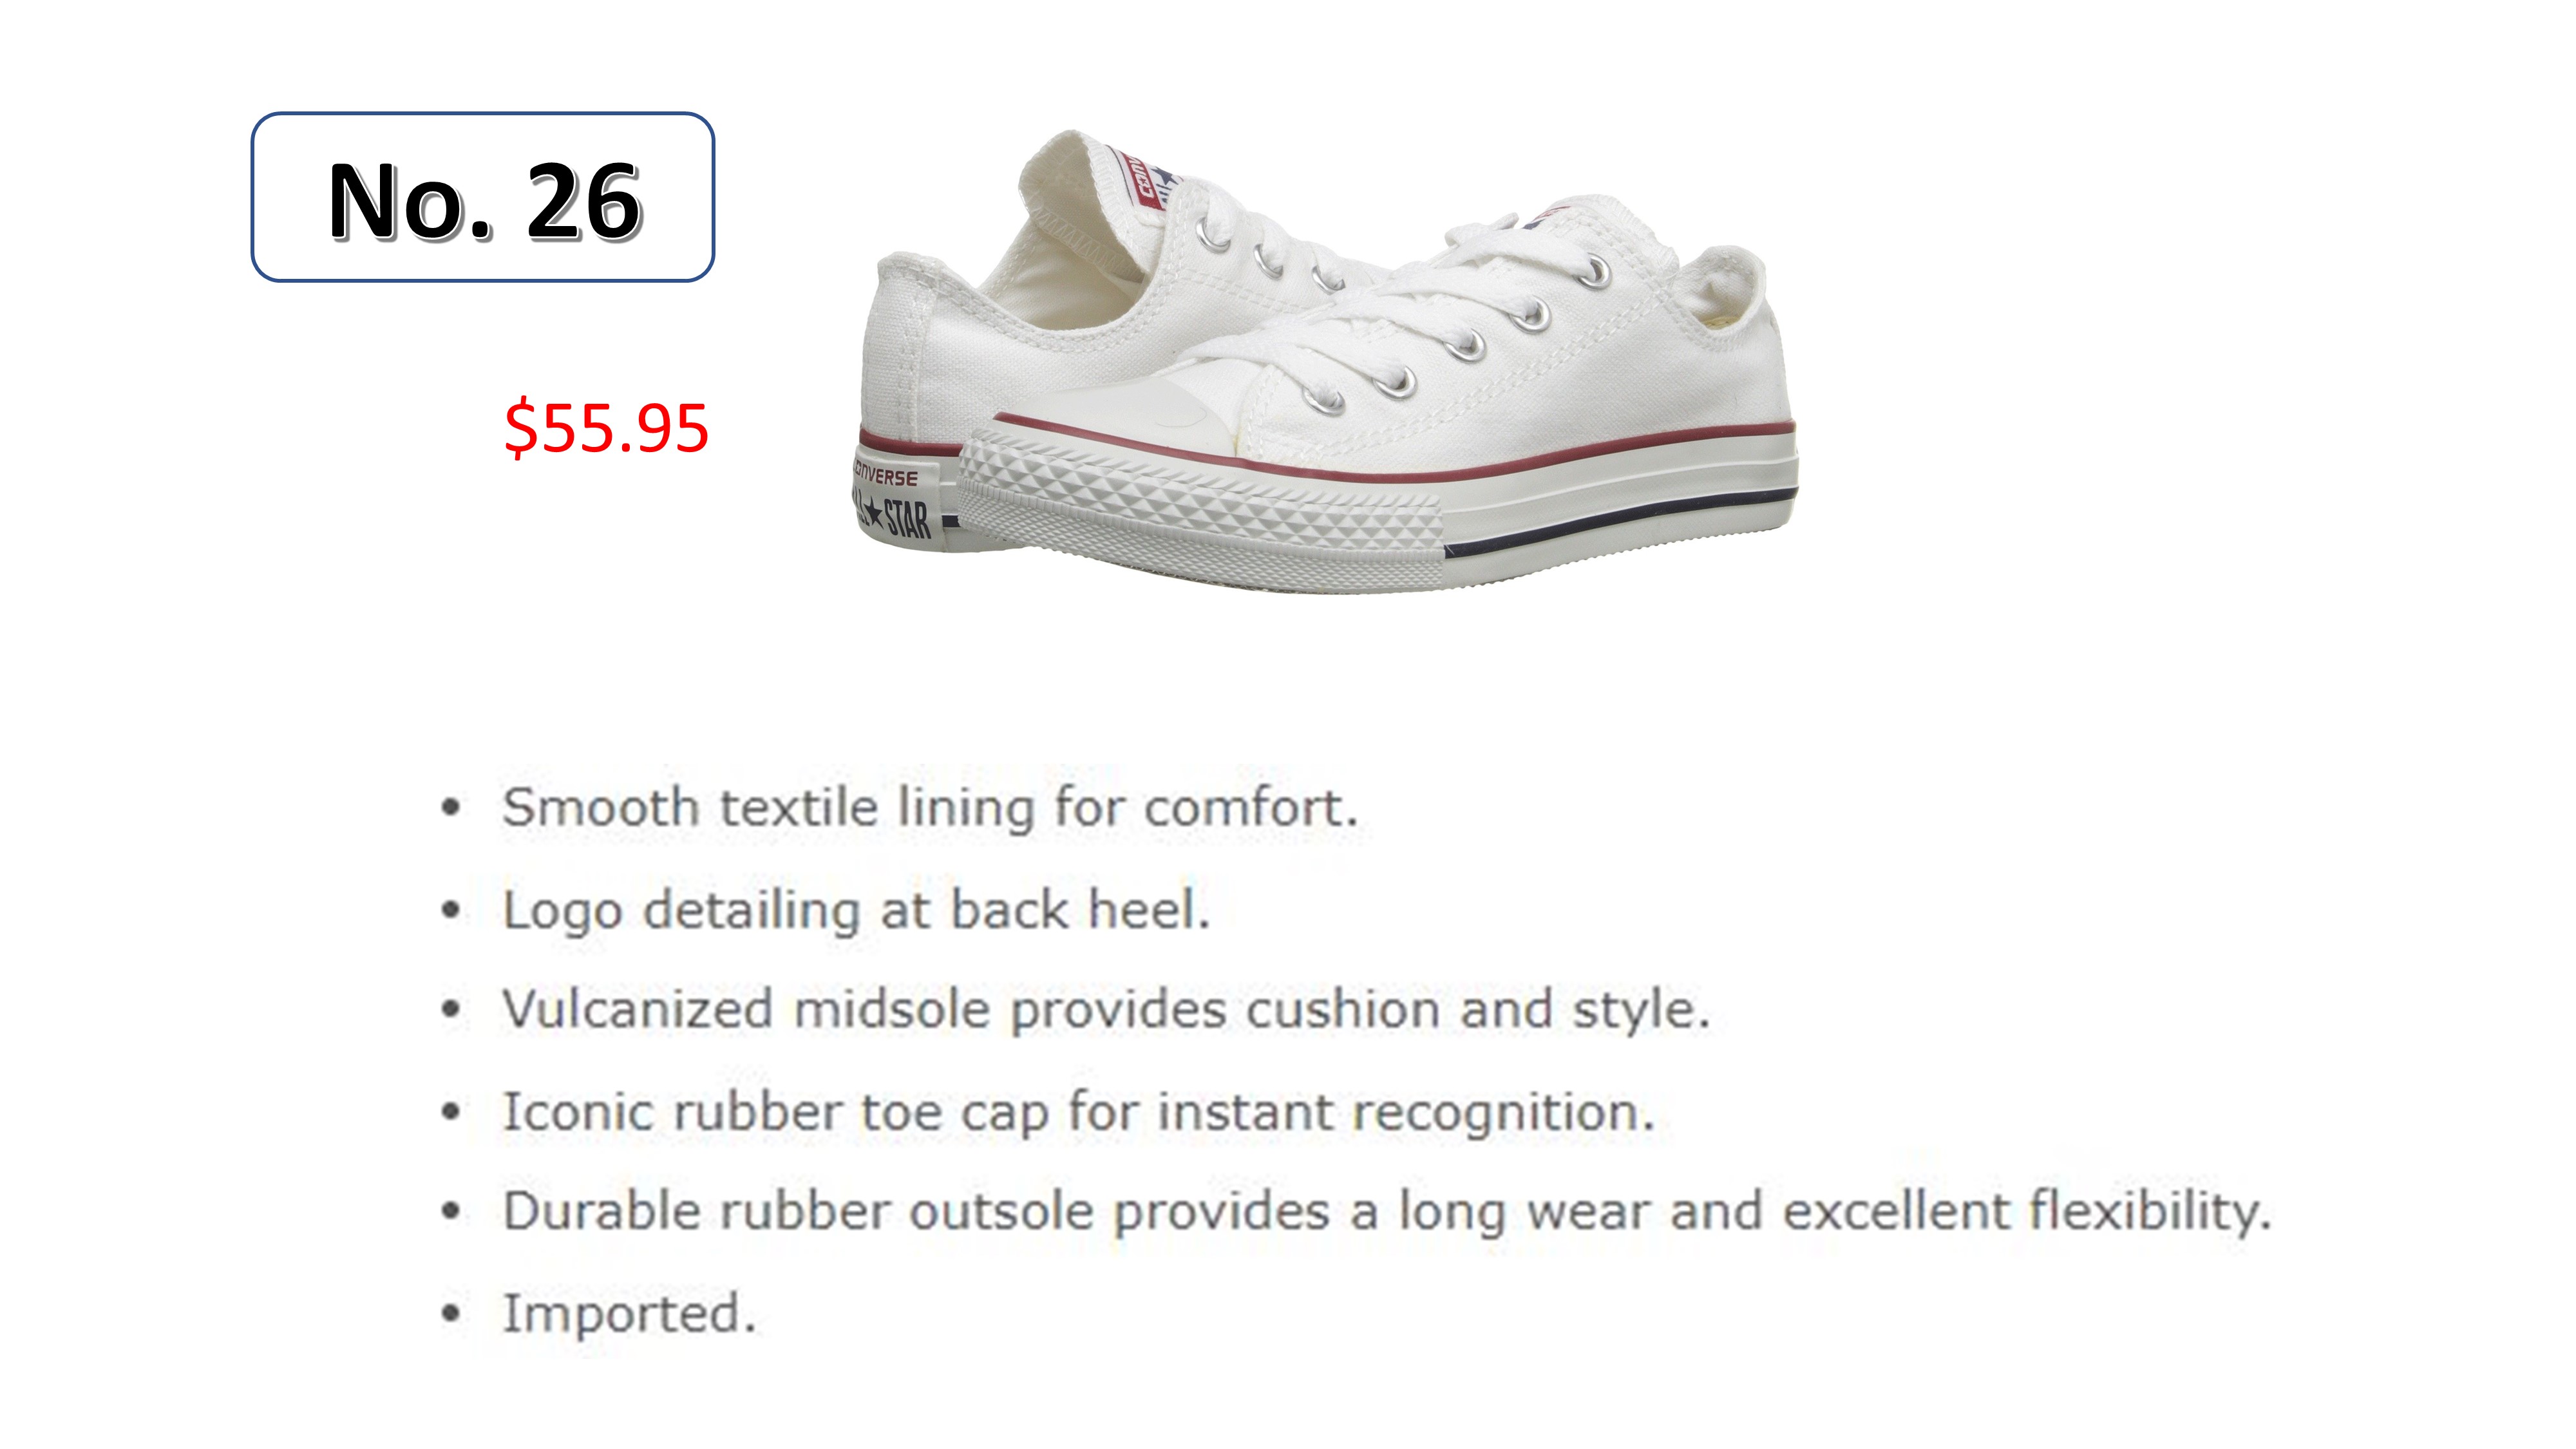 No. 26
$55.95
CONVERSE
STAR
• Smooth textile lining for comfort.
• Logo detailing at back heel.
• Vulcanized midsole provides cushion and style.
• Iconic rubber toe cap for instant recognition.
• Durable rubber outsole provides a long wear and excellent flexibility.
• Imported.